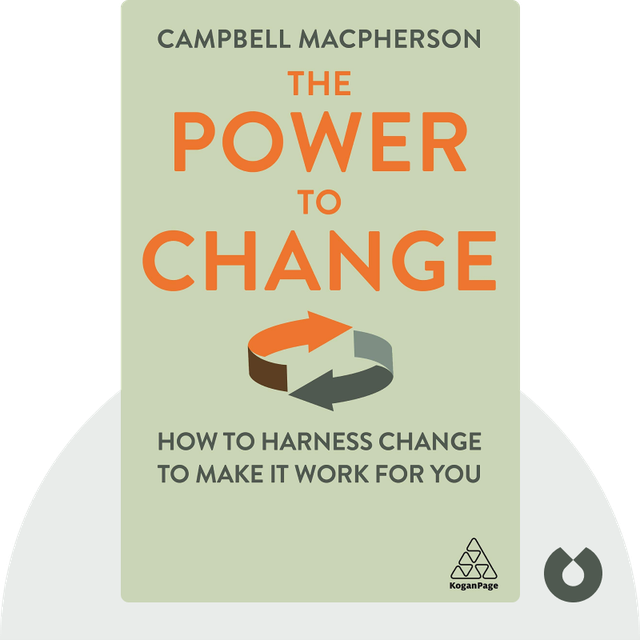 CAMPBELL MACPHERSON
THE
POWER
TO
CHANGE
HOW TO HARNESS CHANGE
TO MAKE IT WORK FOR YOU
KoganPage